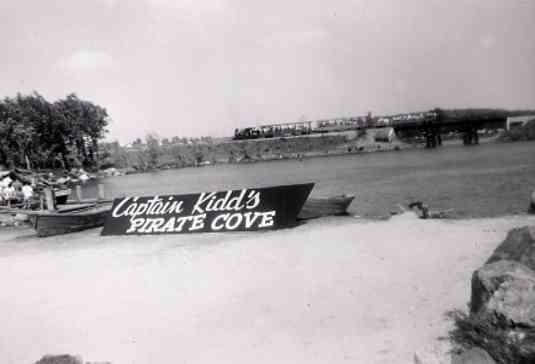 Captain Kidd's
PIRATE COVE